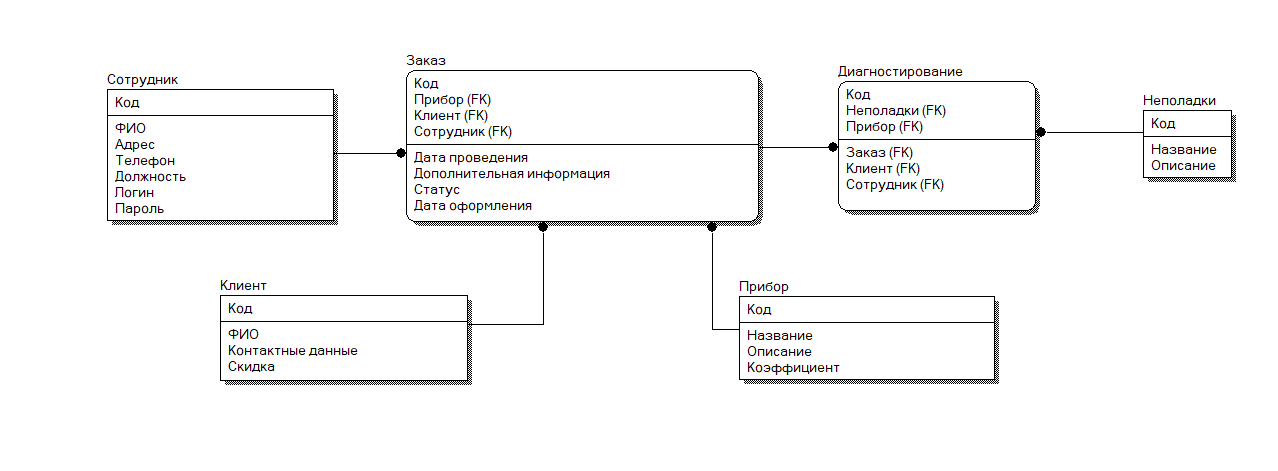 Сотрудник
Код
ФИО
Адрес
Телефон
Должность
Логин
Пароль
Заказ
Код
Прибор (FK)
Клиент (FK)
Сотрудник (FK)
Дата проведения
Дополнительная информация
Статус
Дата оформления
Диагностирование
Код
Неполадки (FK)
Прибор (FK)
Заказ (FK)
Клиент (FK)
Сотрудник (FK)
Неполадки
Код
Название
Описание
Клиент
Код
ФИО
Контактные данные
Скидка
Прибор
Код
Название
Описание
Коэффициент